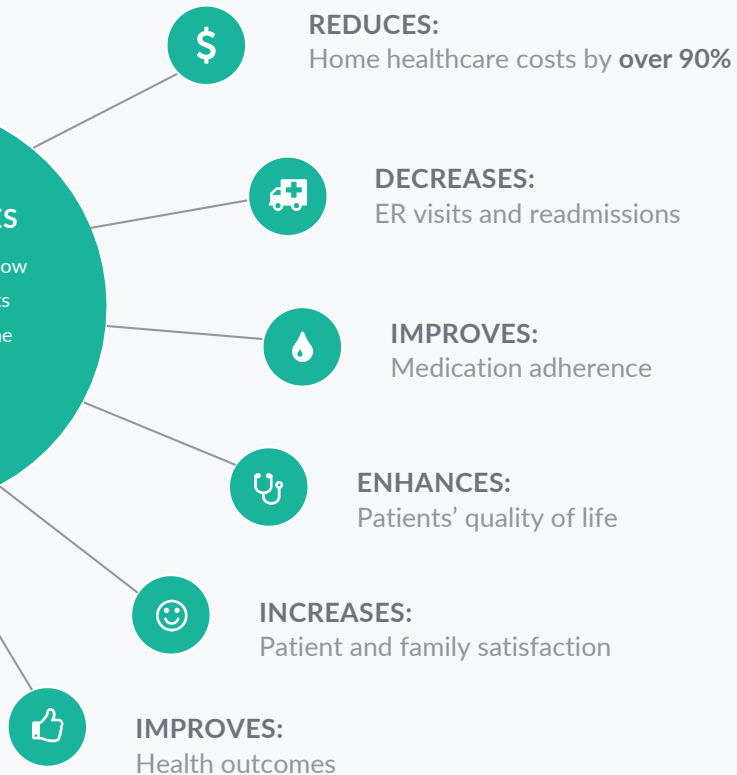 REDUCES:
Home healthcare costs by over 90%
DECREASES:
ER visits and readmissions
IMPROVES:
Medication adherence
ENHANCES:
Patients’ quality of life
INCREASES:
Patient and family satisfaction
IMPROVES:
Health outcomes